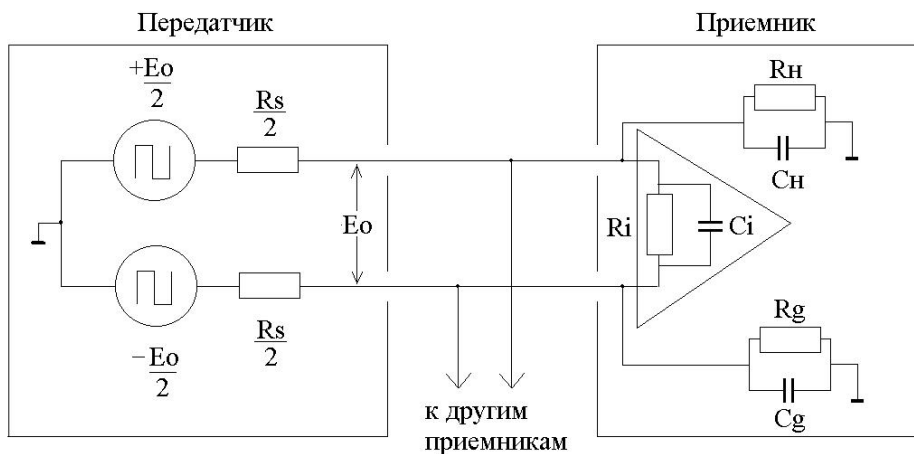 Передатчик
Приемник
+Eo
2
Rs
2
Eo
Rs
2
−Eo
2
Rн
Cн
Ri
Ci
Rg
Cg
к другим
приемникам